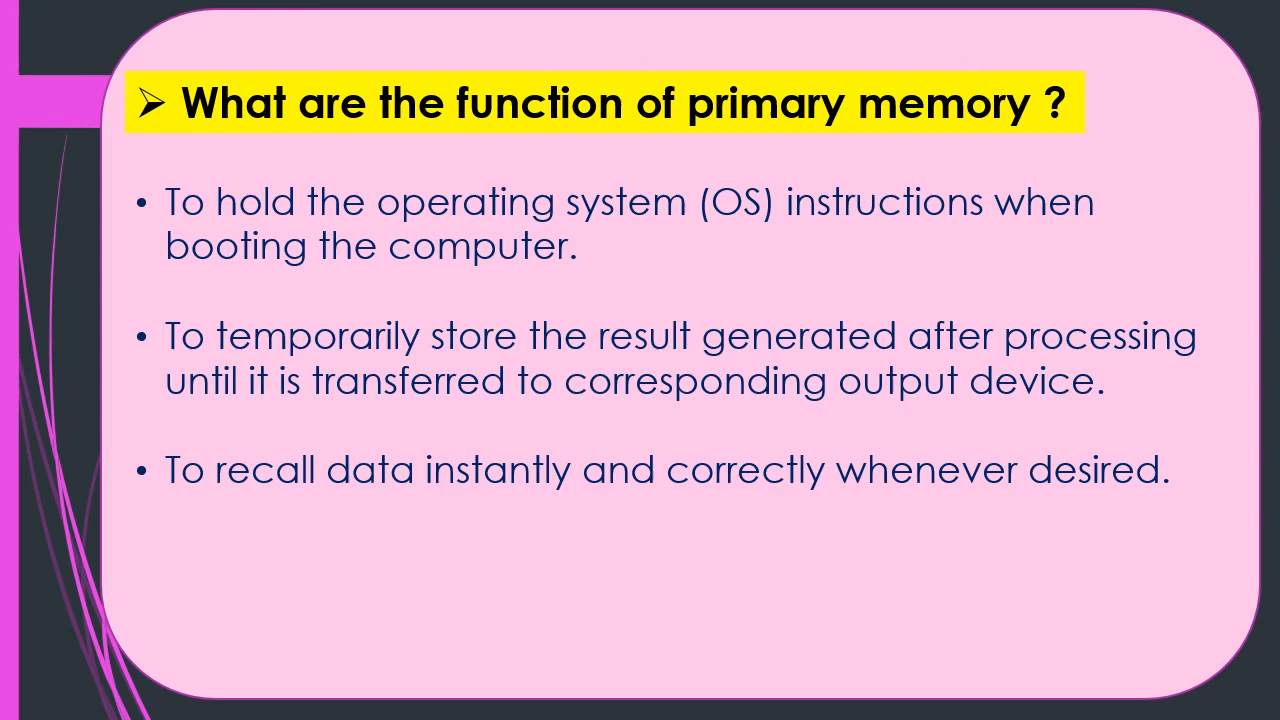 ➢ What are the function of primary memory ?
• To hold the operating system (OS) instructions when
booting the computer.
• To temporarily store the result generated after processing
until it is transferred to corresponding output device.
• To recall data instantly and correctly whenever desired.